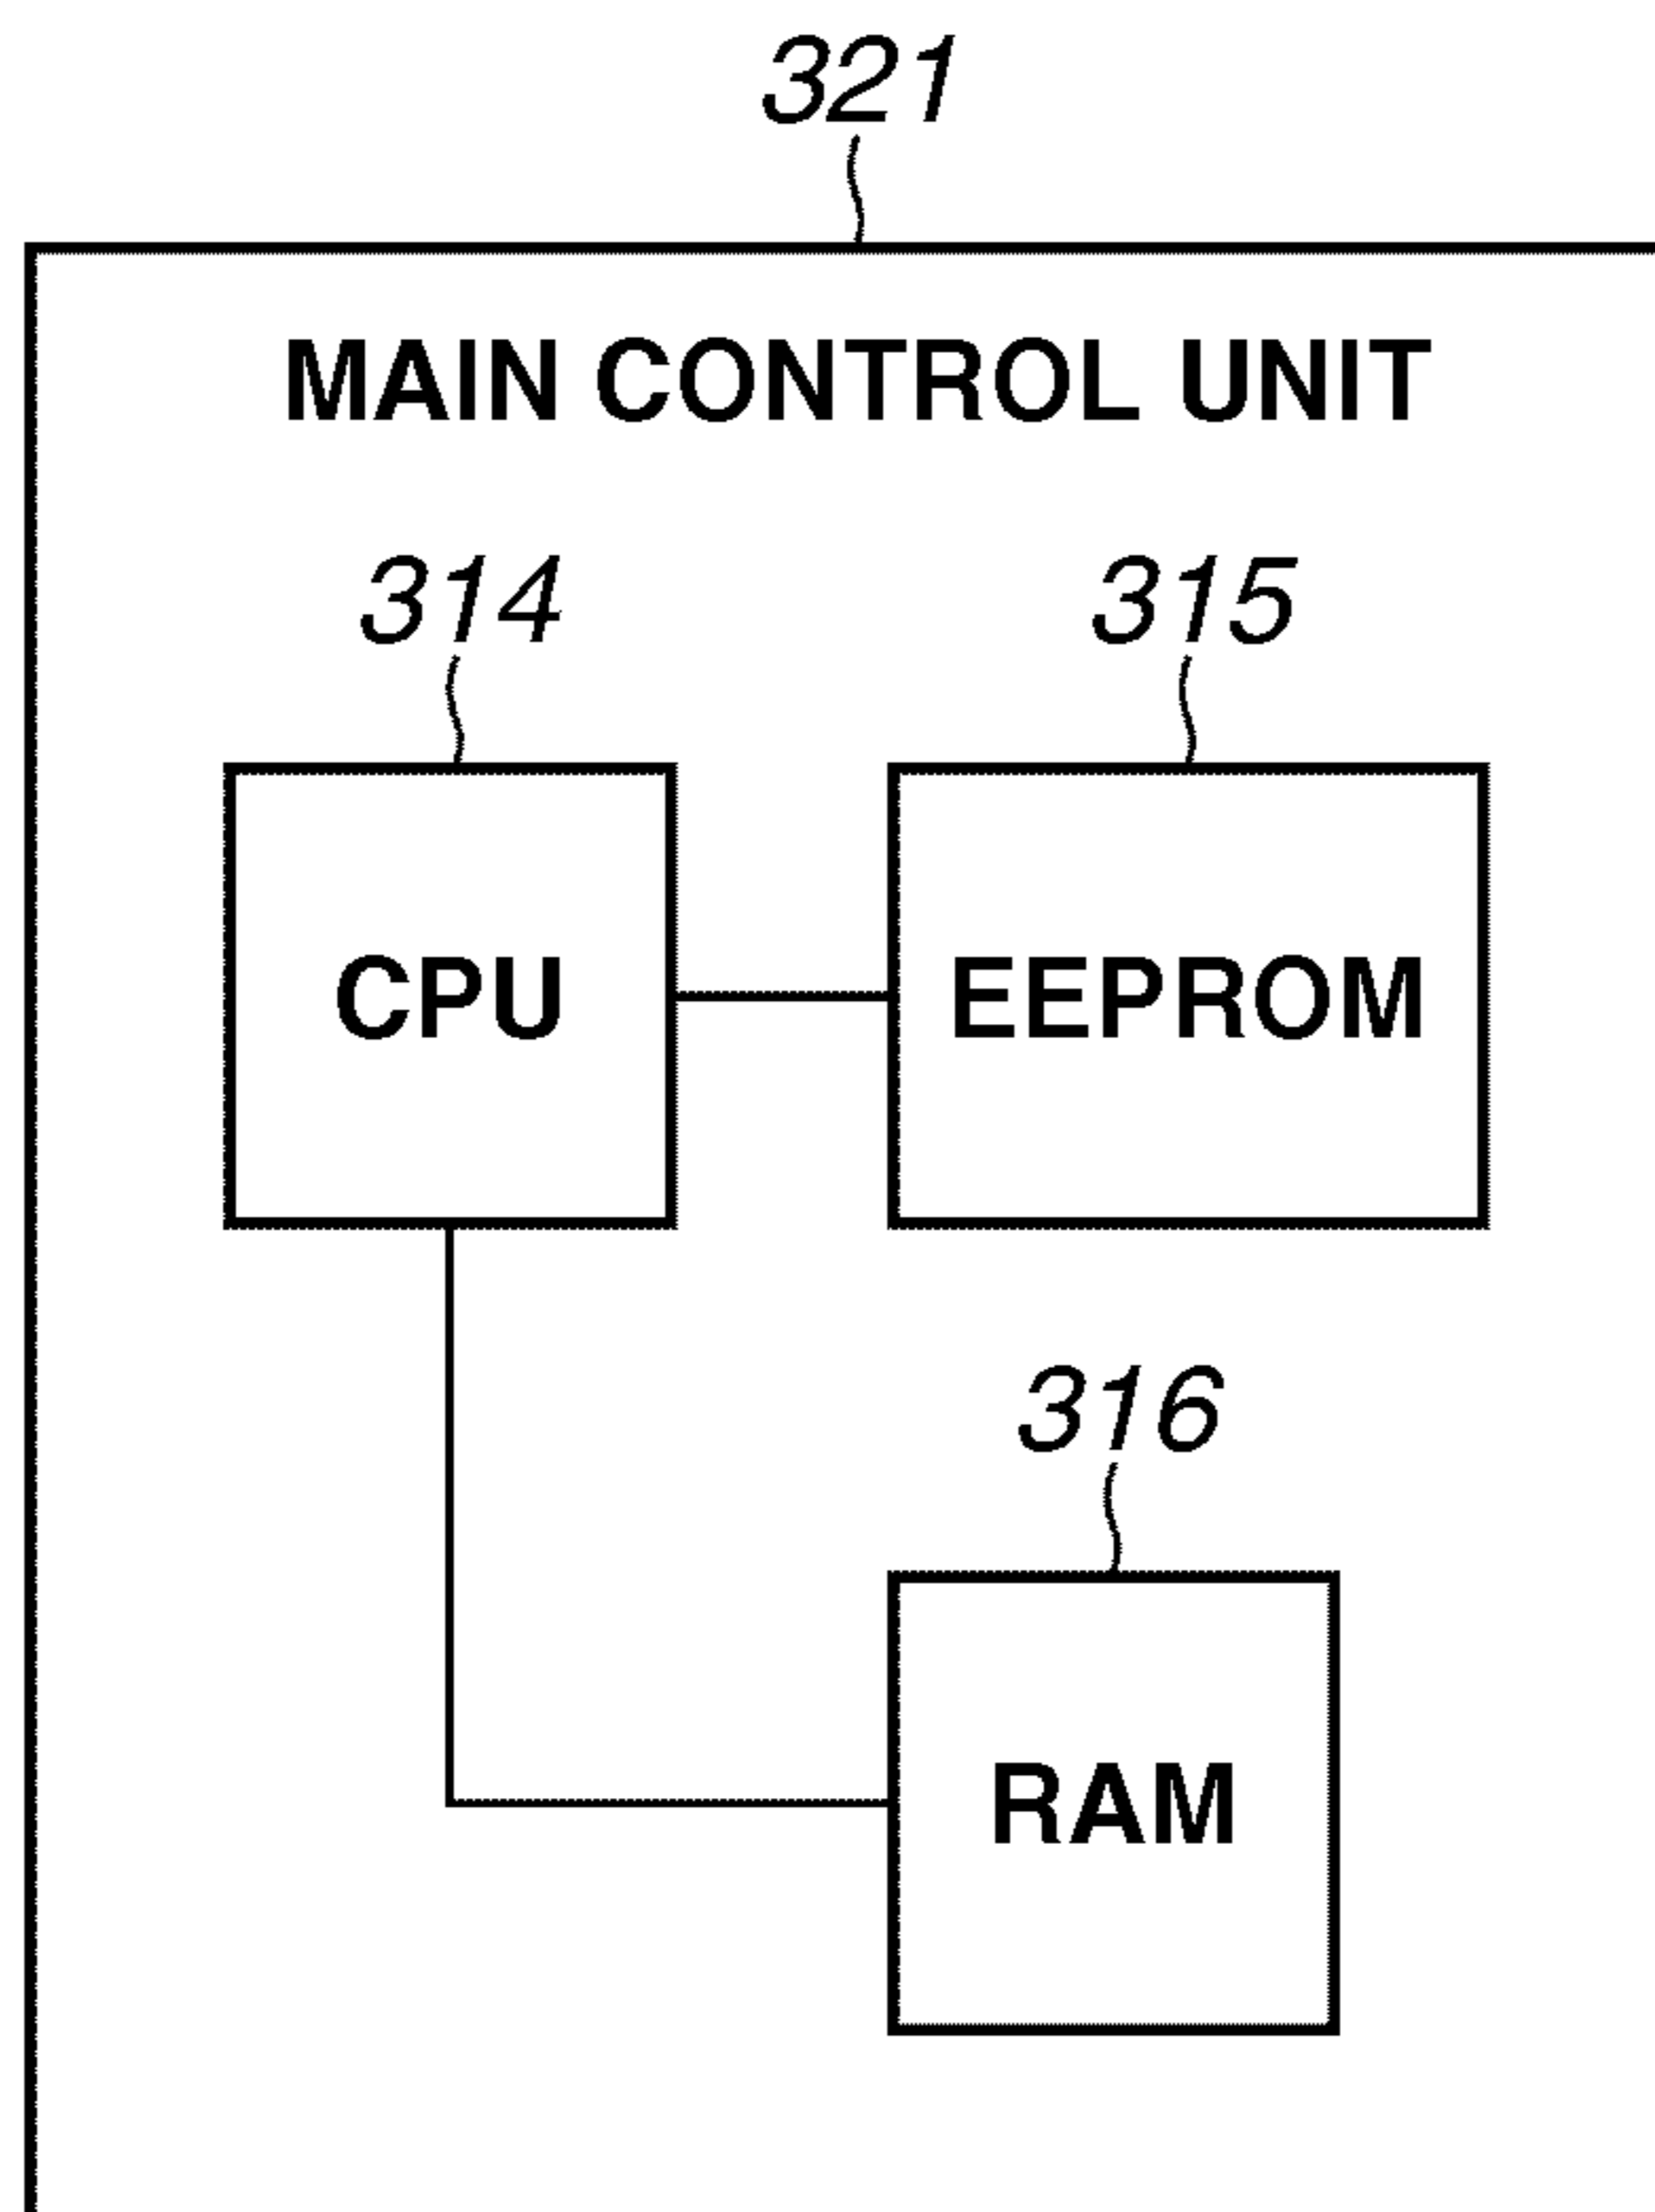 321
MAIN CONTROL UNIT
314
315
CPU
EEPROM
316
RAM